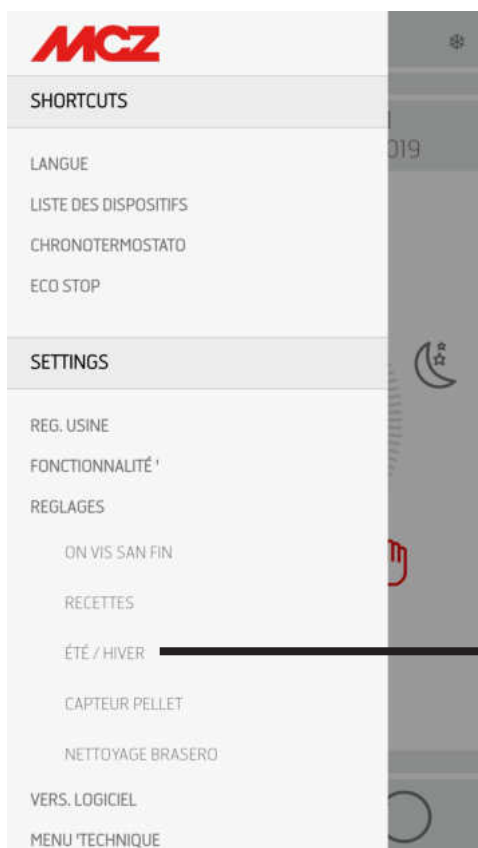 MCZ
SHORTCUTS
LANGUE
LISTE DES DISPOSITIFS
CHRONOTERMOSTATO
ECO STOP
SETTINGS
REG. USINE
FONCTIONNALITÉ '
REGLAGES
ON VIS SAN FIN
RECETTES
ÉTÉ / HIVER
CAPTEUR PELLET
NETTOYAGE BRASERO
VERS. LOGICIEL
MENU 'TECHNIQUE